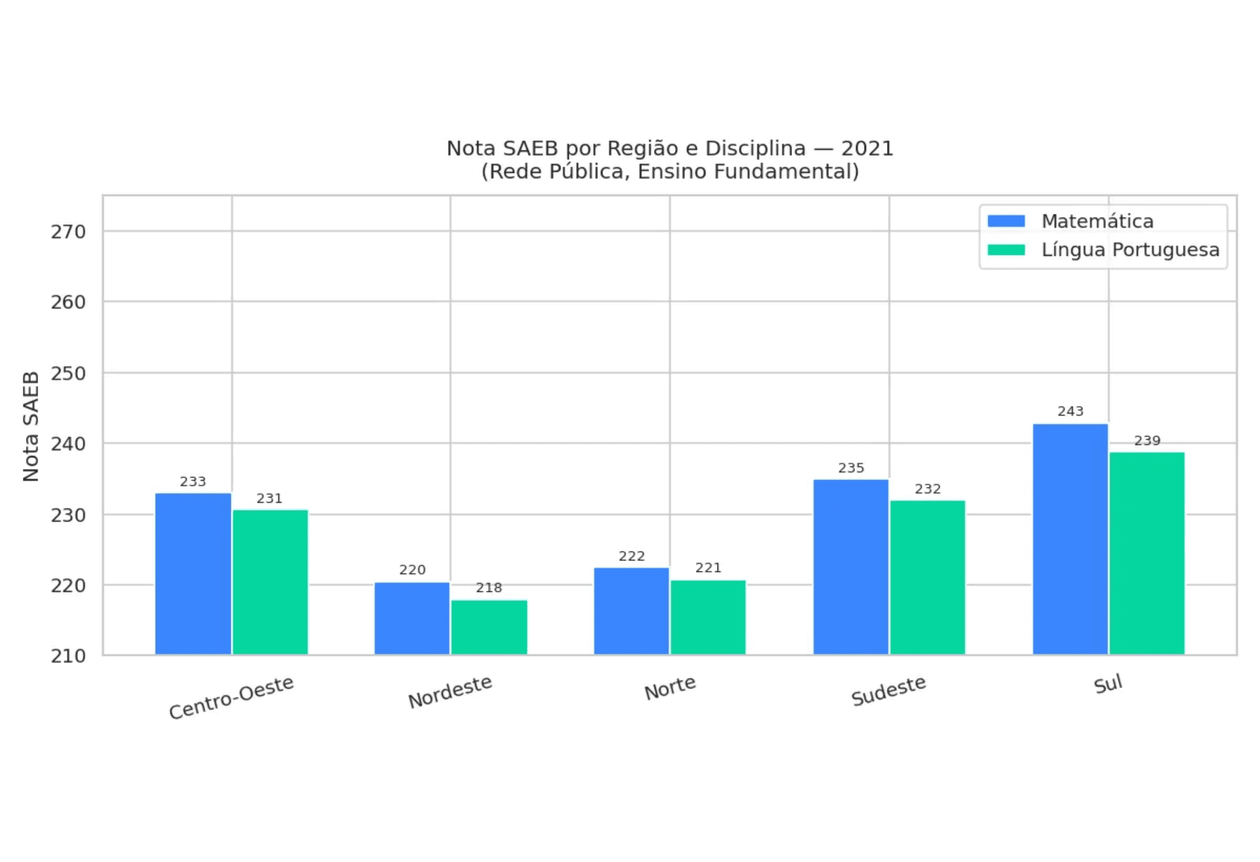 Nota SAEB por Região e Disciplina — 2021
(Rede Pública, Ensino Fundamental)
Matemática
Língua Portuguesa
Nota SAEB
270
260
250
240
230
220
210
233
231
220
218
222
221
235
232
243
239
Centro-Oeste
Nordeste
Norte
Sudeste
Sul